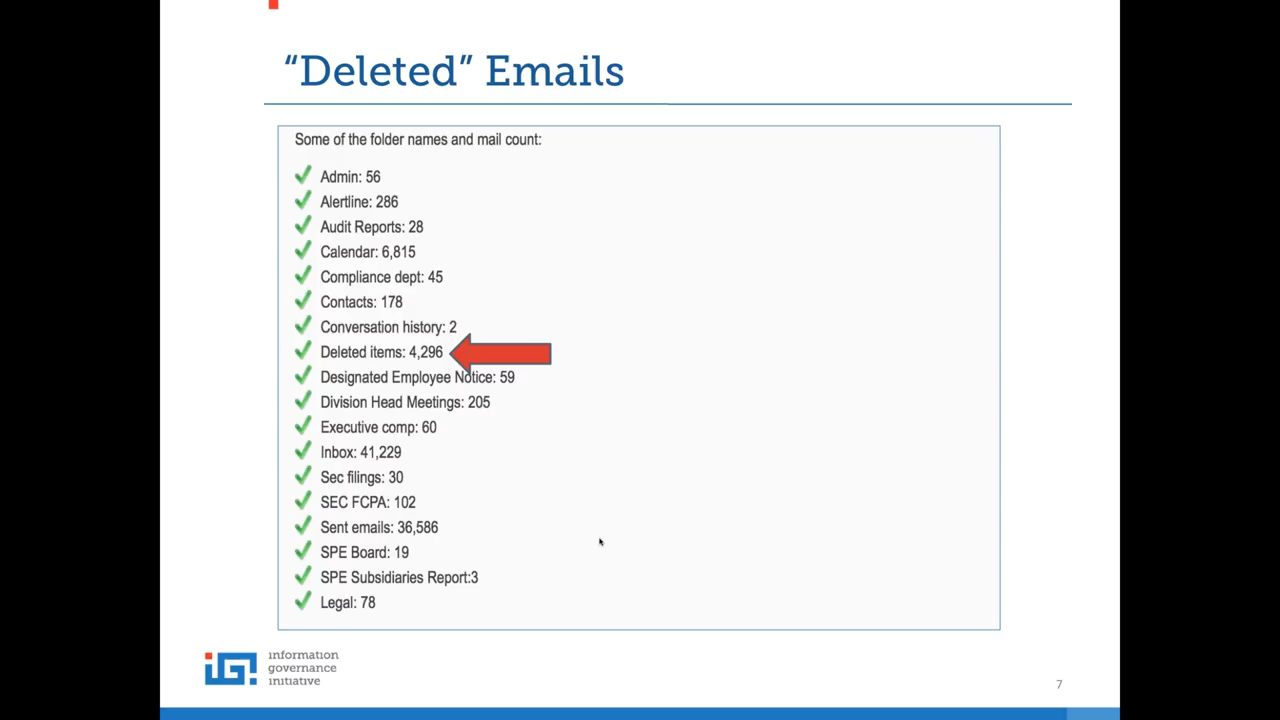 “Deleted” Emails
Some of the folder names and mail count:
Admin: 56
Alertline: 286
Audit Reports: 28
Calendar: 6,815
Compliance dept: 45
Contacts: 178
Conversation history: 2
Deleted items: 4,296
Designated Employee Notice: 59
Division Head Meetings: 205
Executive comp: 60
Inbox: 41,229
Sec filings: 30
SEC FCPA: 102
Sent emails: 36,586
SPE Board: 19
SPE Subsidiaries Report:3
Legal: 78
iG!
information
governance
initiative
7